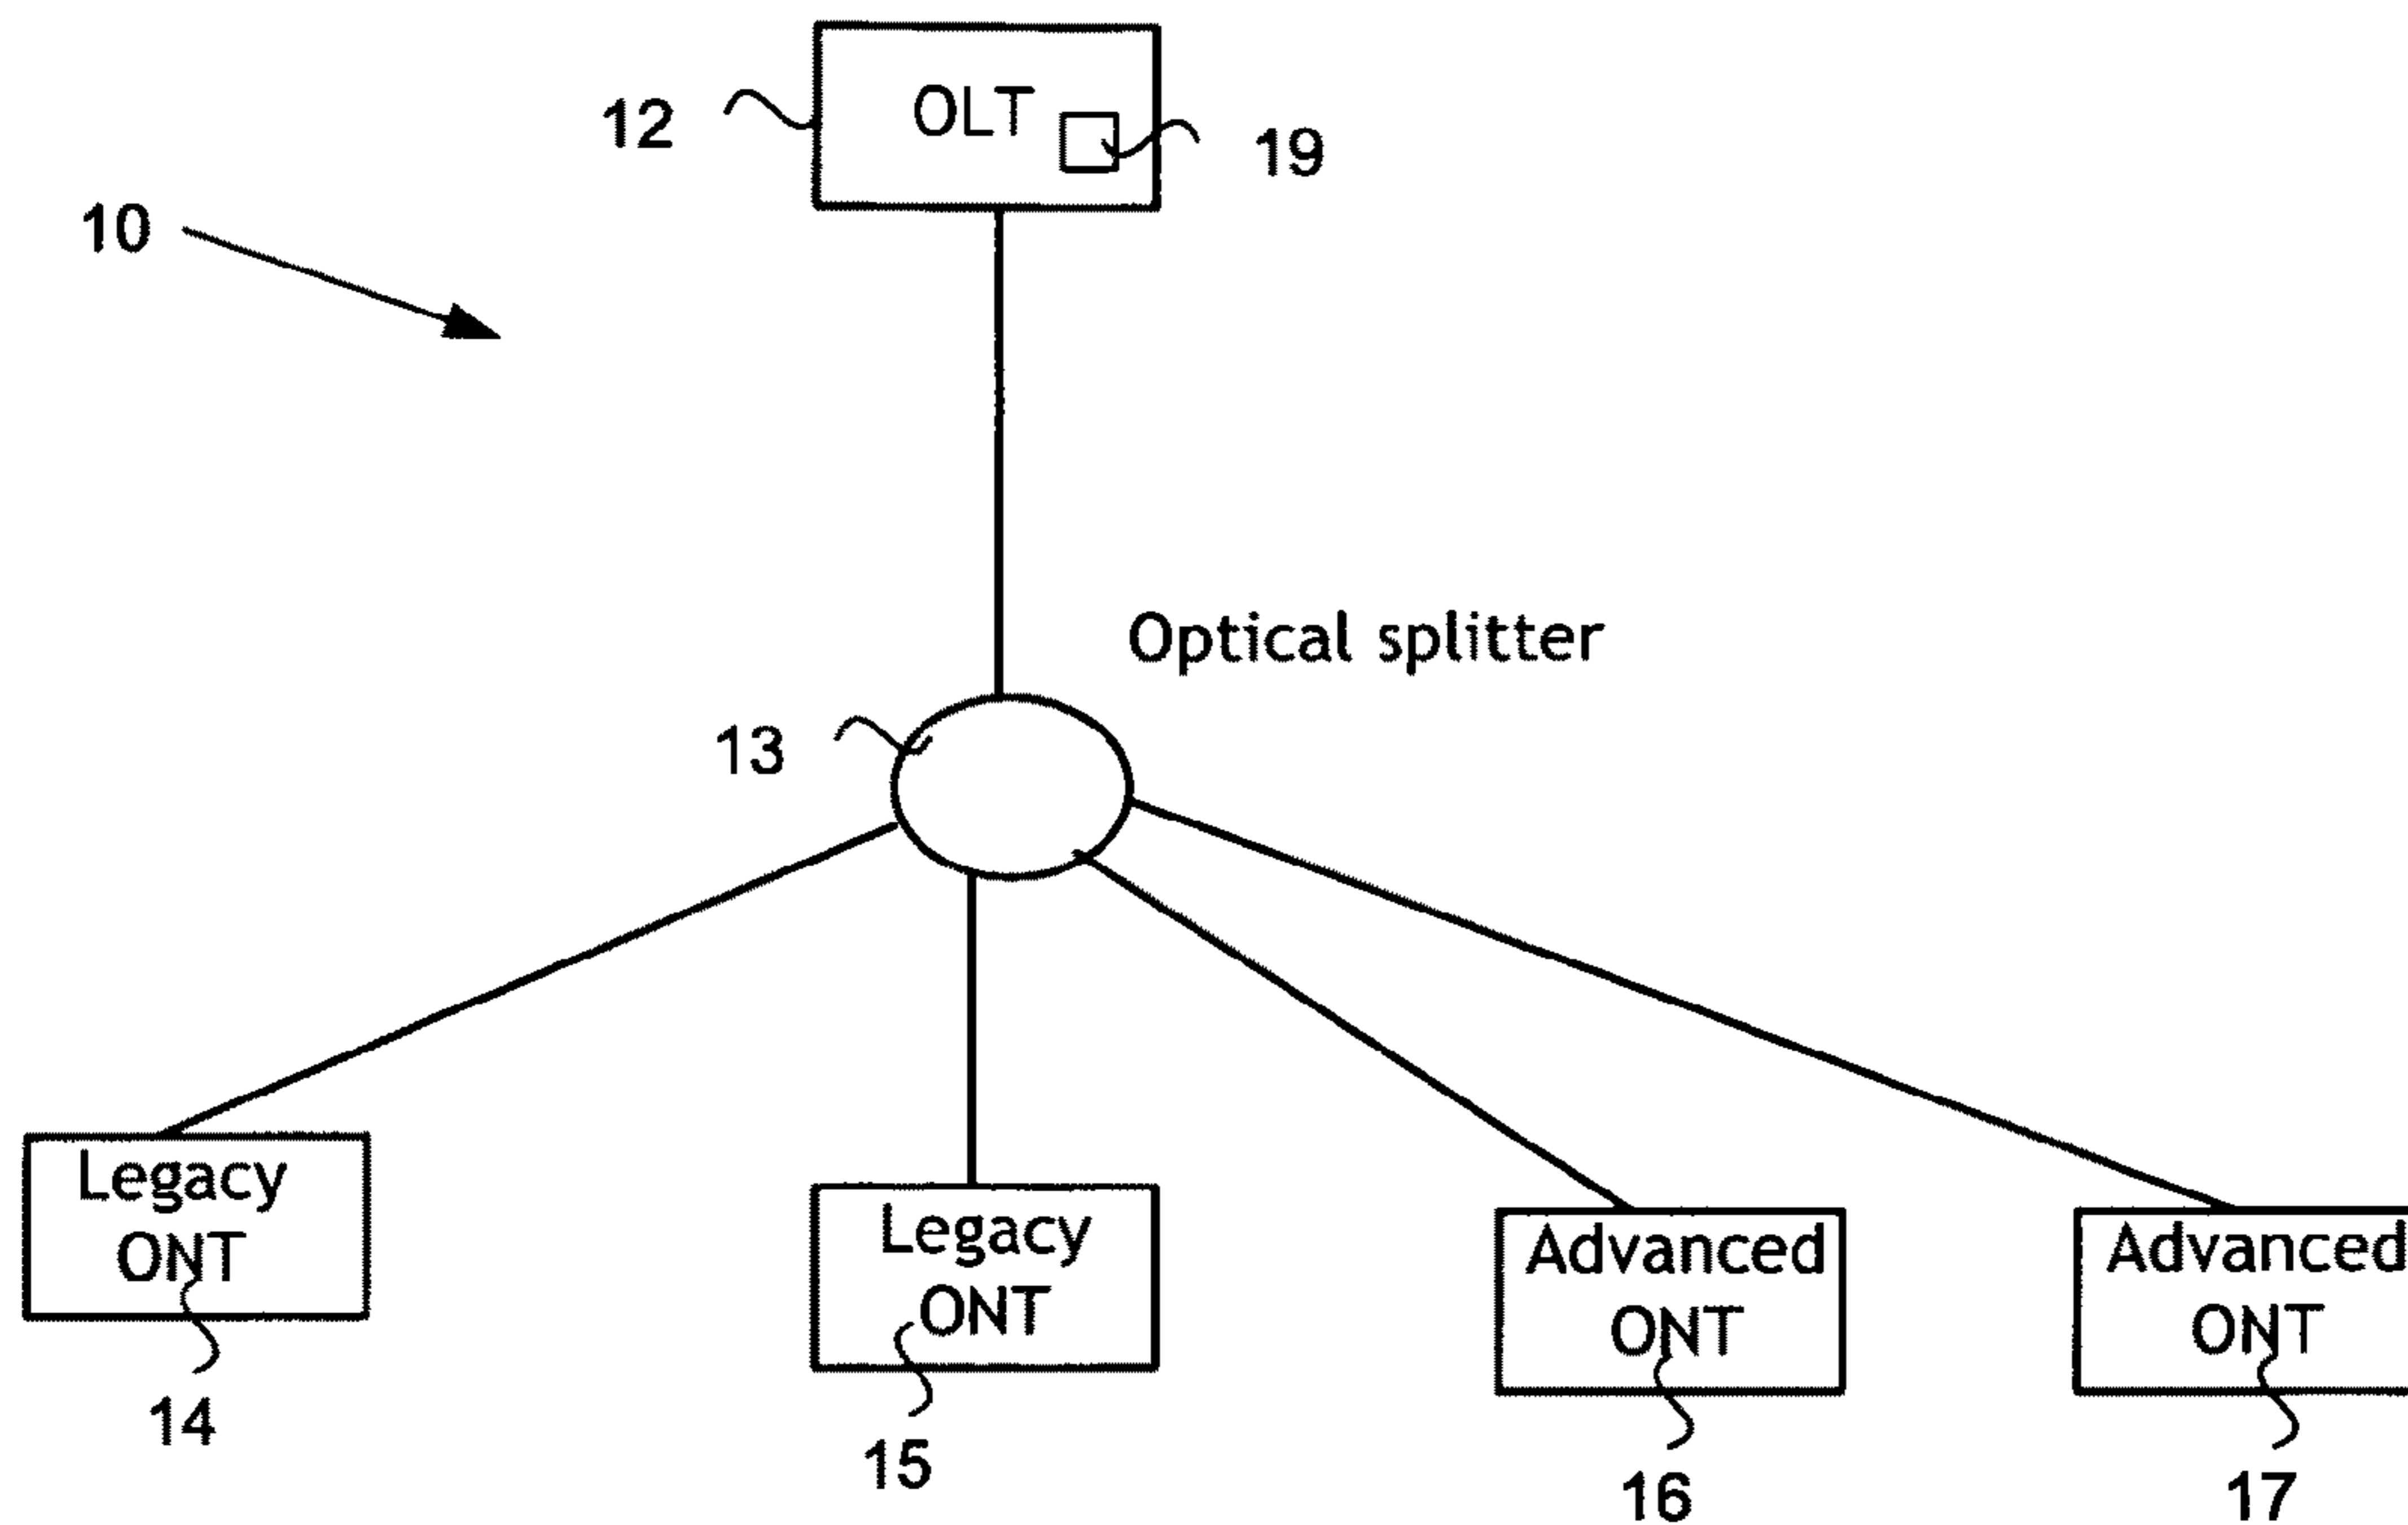 OLT
12
19
10
Optical splitter
13
Legacy
ONT
Legacy
ONT
Advanced
ONT
Advanced
ONT
14
15
16
17